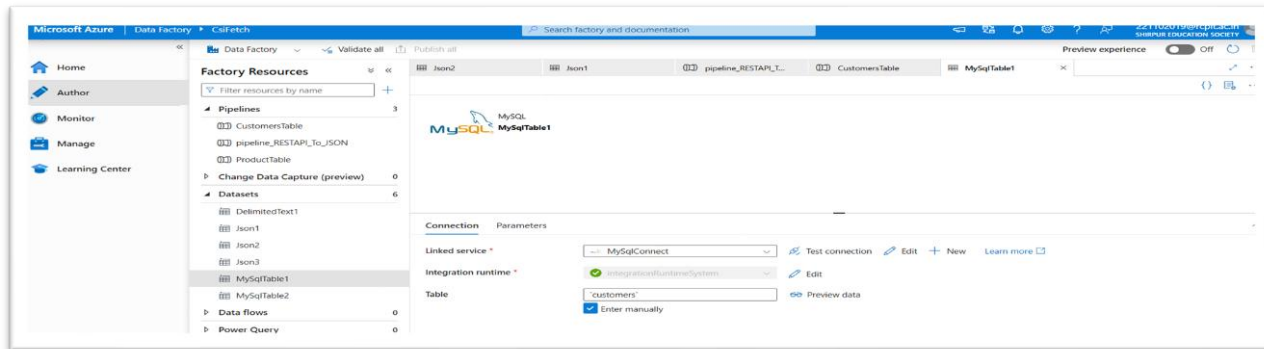 Microsoft Azure | Data Factory ▸ CsiFetch
Search factory and documentation
221102019@rcpit.ac.in
SHIRPUR EDUCATION SOCIETY
Data Factory
Validate all
Publish all
Preview experience
Off
Home
Author
Monitor
Manage
Learning Center
Factory Resources
Filter resources by name
Pipelines 3
CustomersTable
pipeline_RESTAPI_To_JSON
ProductTable
Change Data Capture (preview) 0
Datasets 6
DelimitedText1
Json1
Json2
Json3
MySqlTable1
MySqlTable2
Data flows 0
Power Query 0
Json2
Json1
pipeline_RESTAPI_T...
CustomersTable
MySqlTable1
MySQL
MySQL
MySqlTable1
Connection Parameters
Linked service *
MySqlConnect
Test connection
Edit
New
Learn more
Integration runtime *
IntegrationRuntimeSystem
Edit
Table
`customers`
Preview data
Enter manually